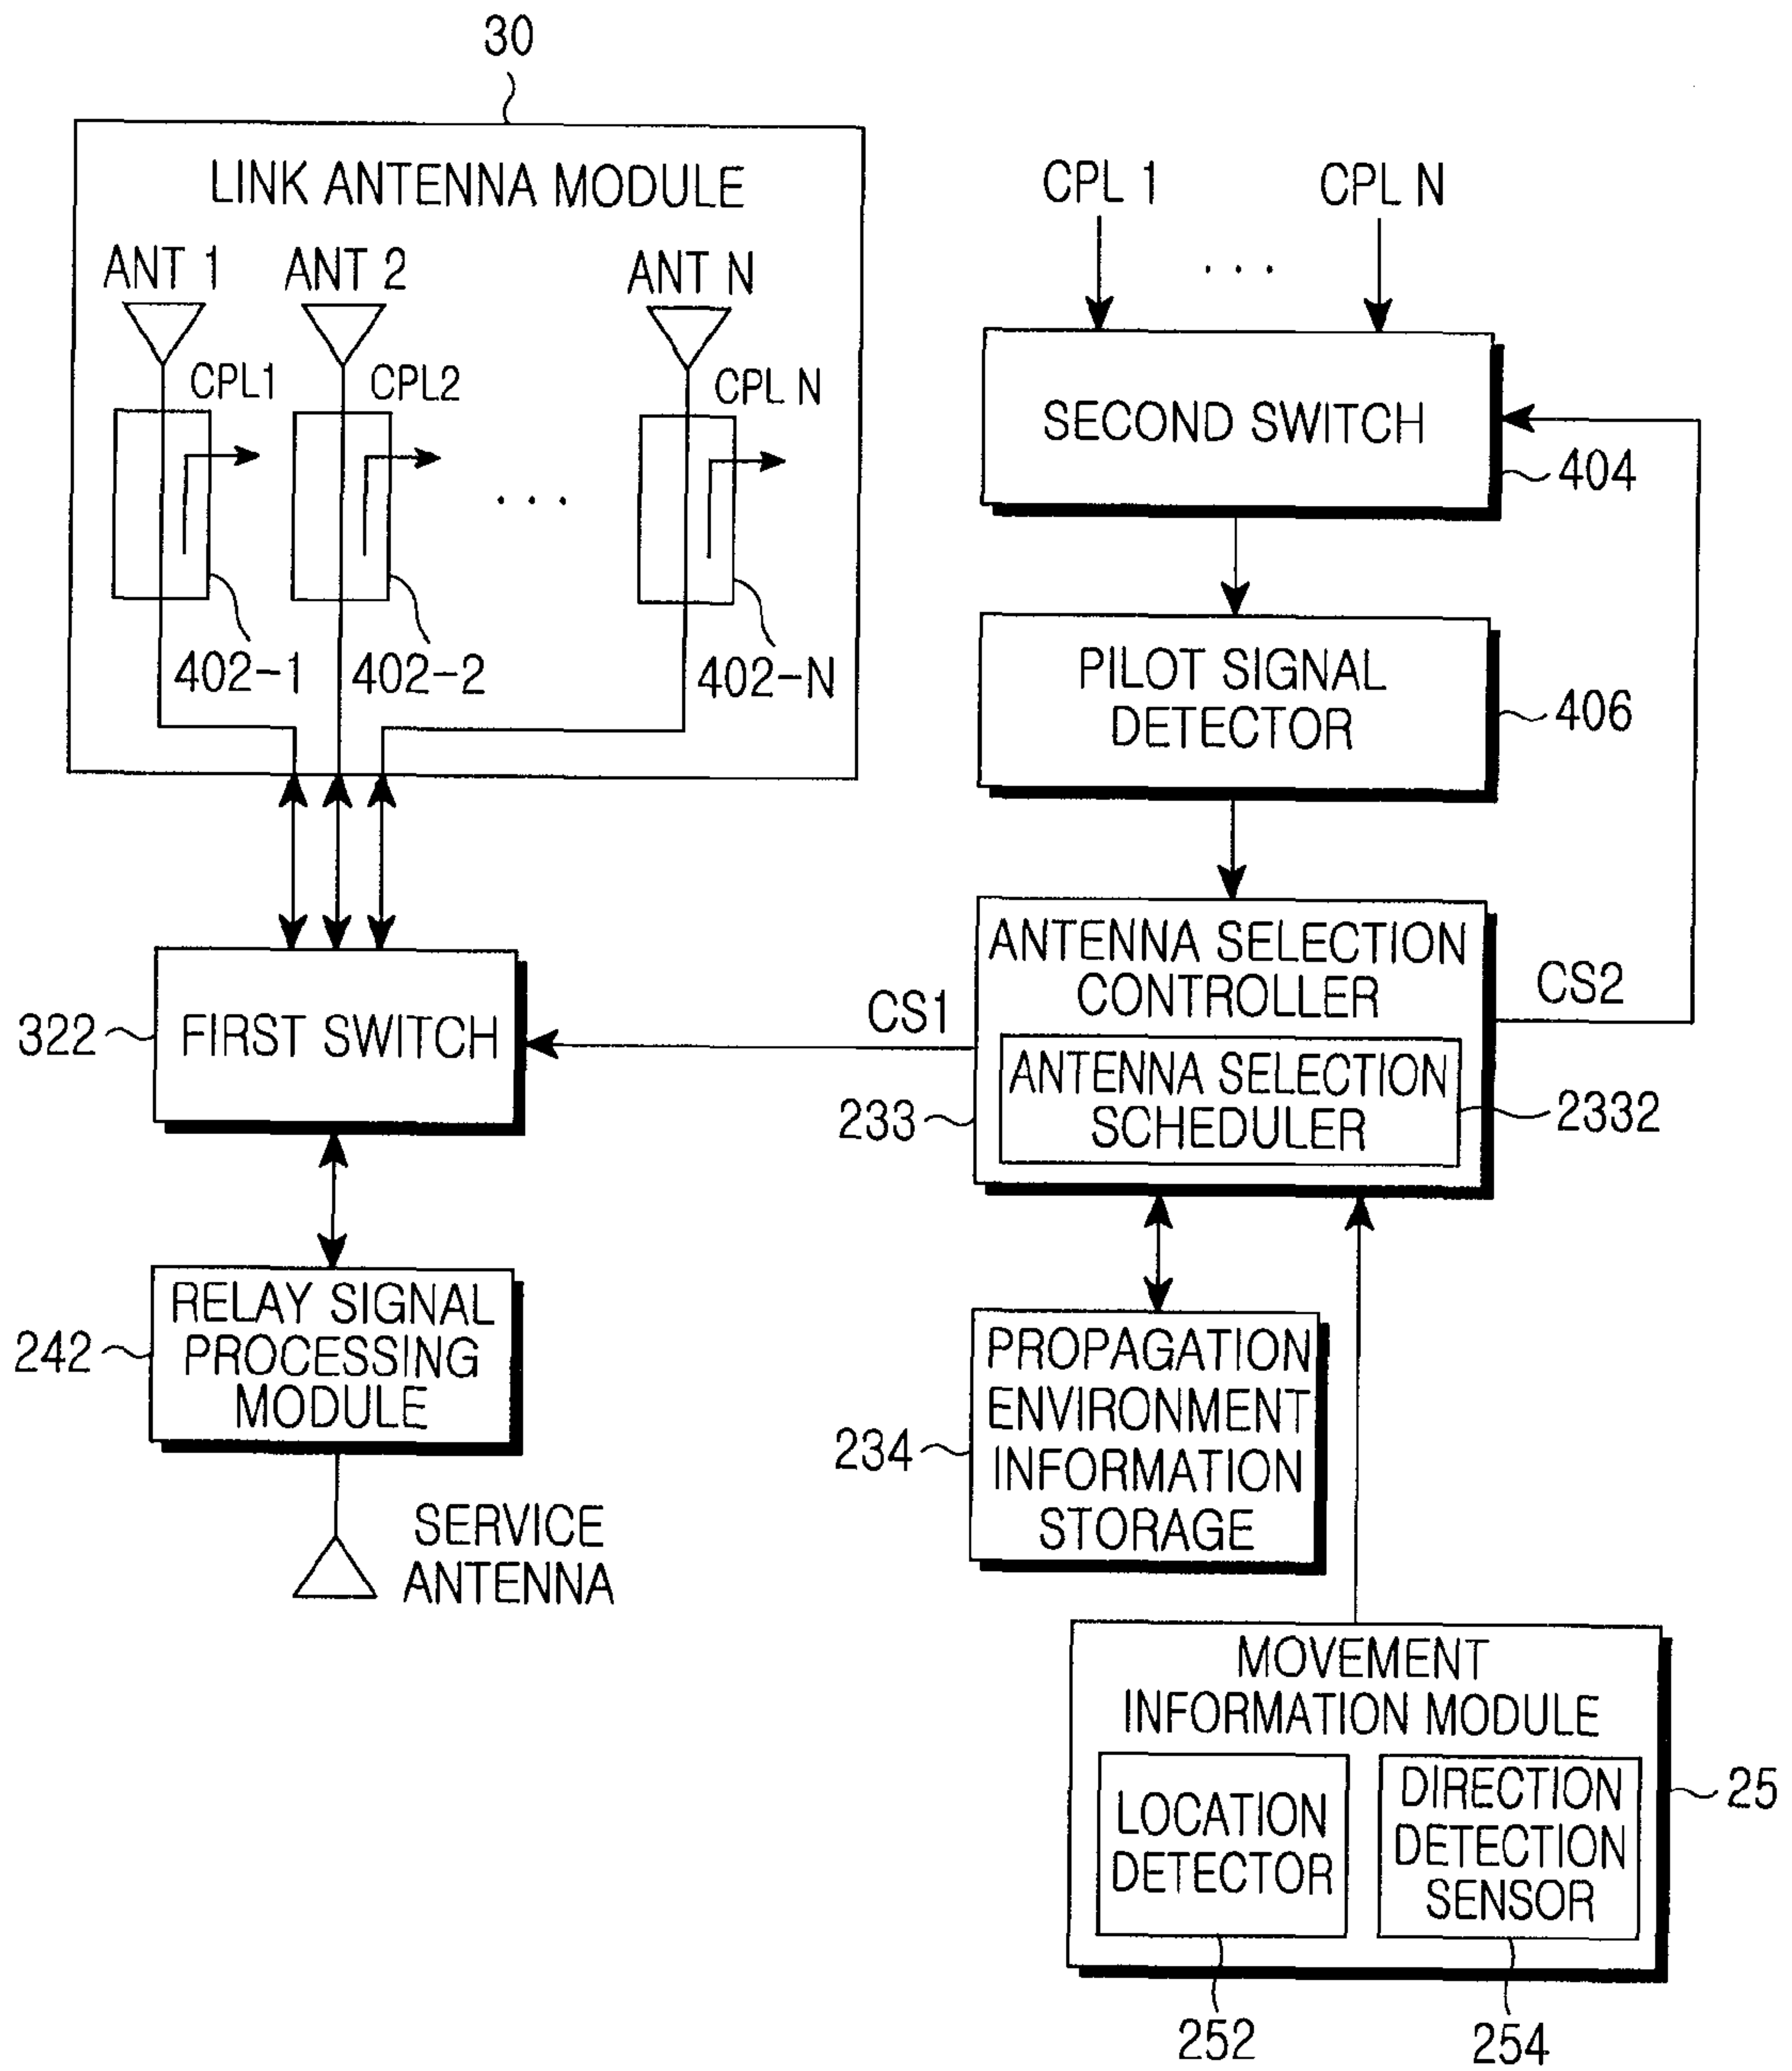 30
LINK ANTENNA MODULE
ANT 1
ANT 2
ANT N
CPL1
CPL2
CPL N
. . .
402-1
402-2
402-N
CPL 1
. . .
CPL N
SECOND SWITCH
404
PILOT SIGNAL
DETECTOR
406
ANTENNA SELECTION
CONTROLLER
ANTENNA SELECTION
SCHEDULER
233
2332
CS1
CS2
322
FIRST SWITCH
242
RELAY SIGNAL
PROCESSING
MODULE
SERVICE
ANTENNA
234
PROPAGATION
ENVIRONMENT
INFORMATION
STORAGE
MOVEMENT
INFORMATION MODULE
25
LOCATION
DETECTOR
DIRECTION
DETECTION
SENSOR
252
254